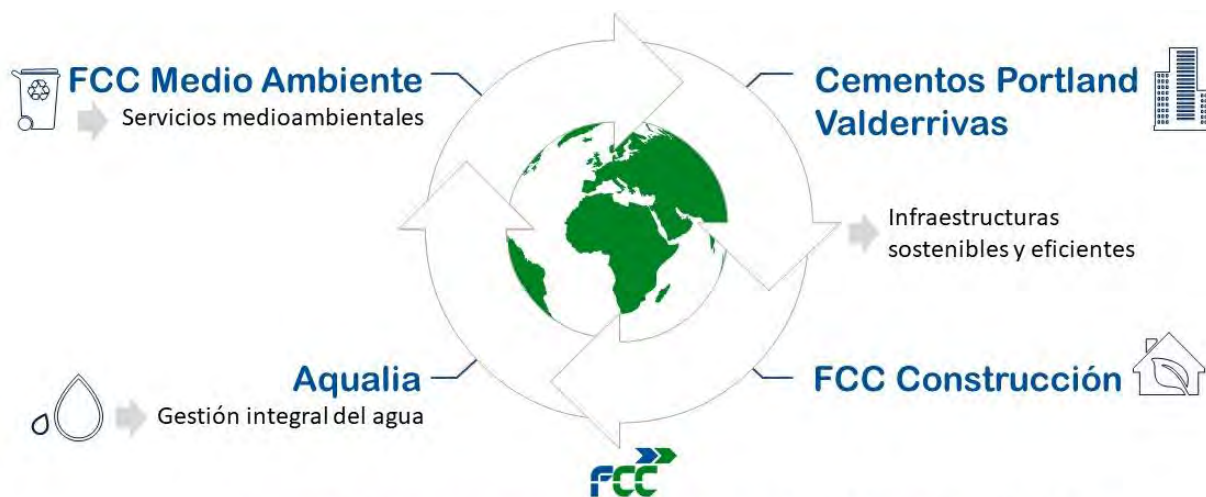 FCC Medio Ambiente
Servicios medioambientales
Cementos Portland
Valderrivas
Infraestructuras
sostenibles y eficientes
Aqualia
Gestión integral del agua
FCC Construcción
FCC